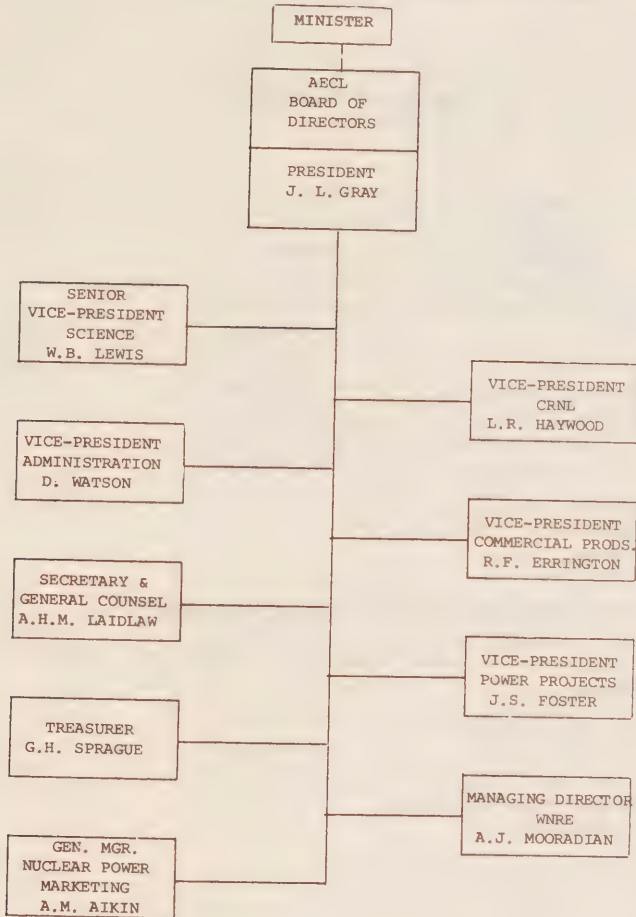 MINISTER
AECL
BOARD OF
DIRECTORS
PRESIDENT
J. L. GRAY
SENIOR
VICE-PRESIDENT
SCIENCE
W.B. LEWIS
VICE-PRESIDENT
CRNL
L.R. HAYWOOD
VICE-PRESIDENT
ADMINISTRATION
D. WATSON
VICE-PRESIDENT
COMMERCIAL PRODS.
R.F. ERRINGTON
SECRETARY &
GENERAL COUNSEL
A.H.M. LAIDLAW
VICE-PRESIDENT
POWER PROJECTS
J.S. FOSTER
TREASURER
G.H. SPRAGUE
MANAGING DIRECTOR
WNRE
A.J. MOORADIAN
GEN. MGR.
NUCLEAR POWER
MARKETING
A.M. AIKIN